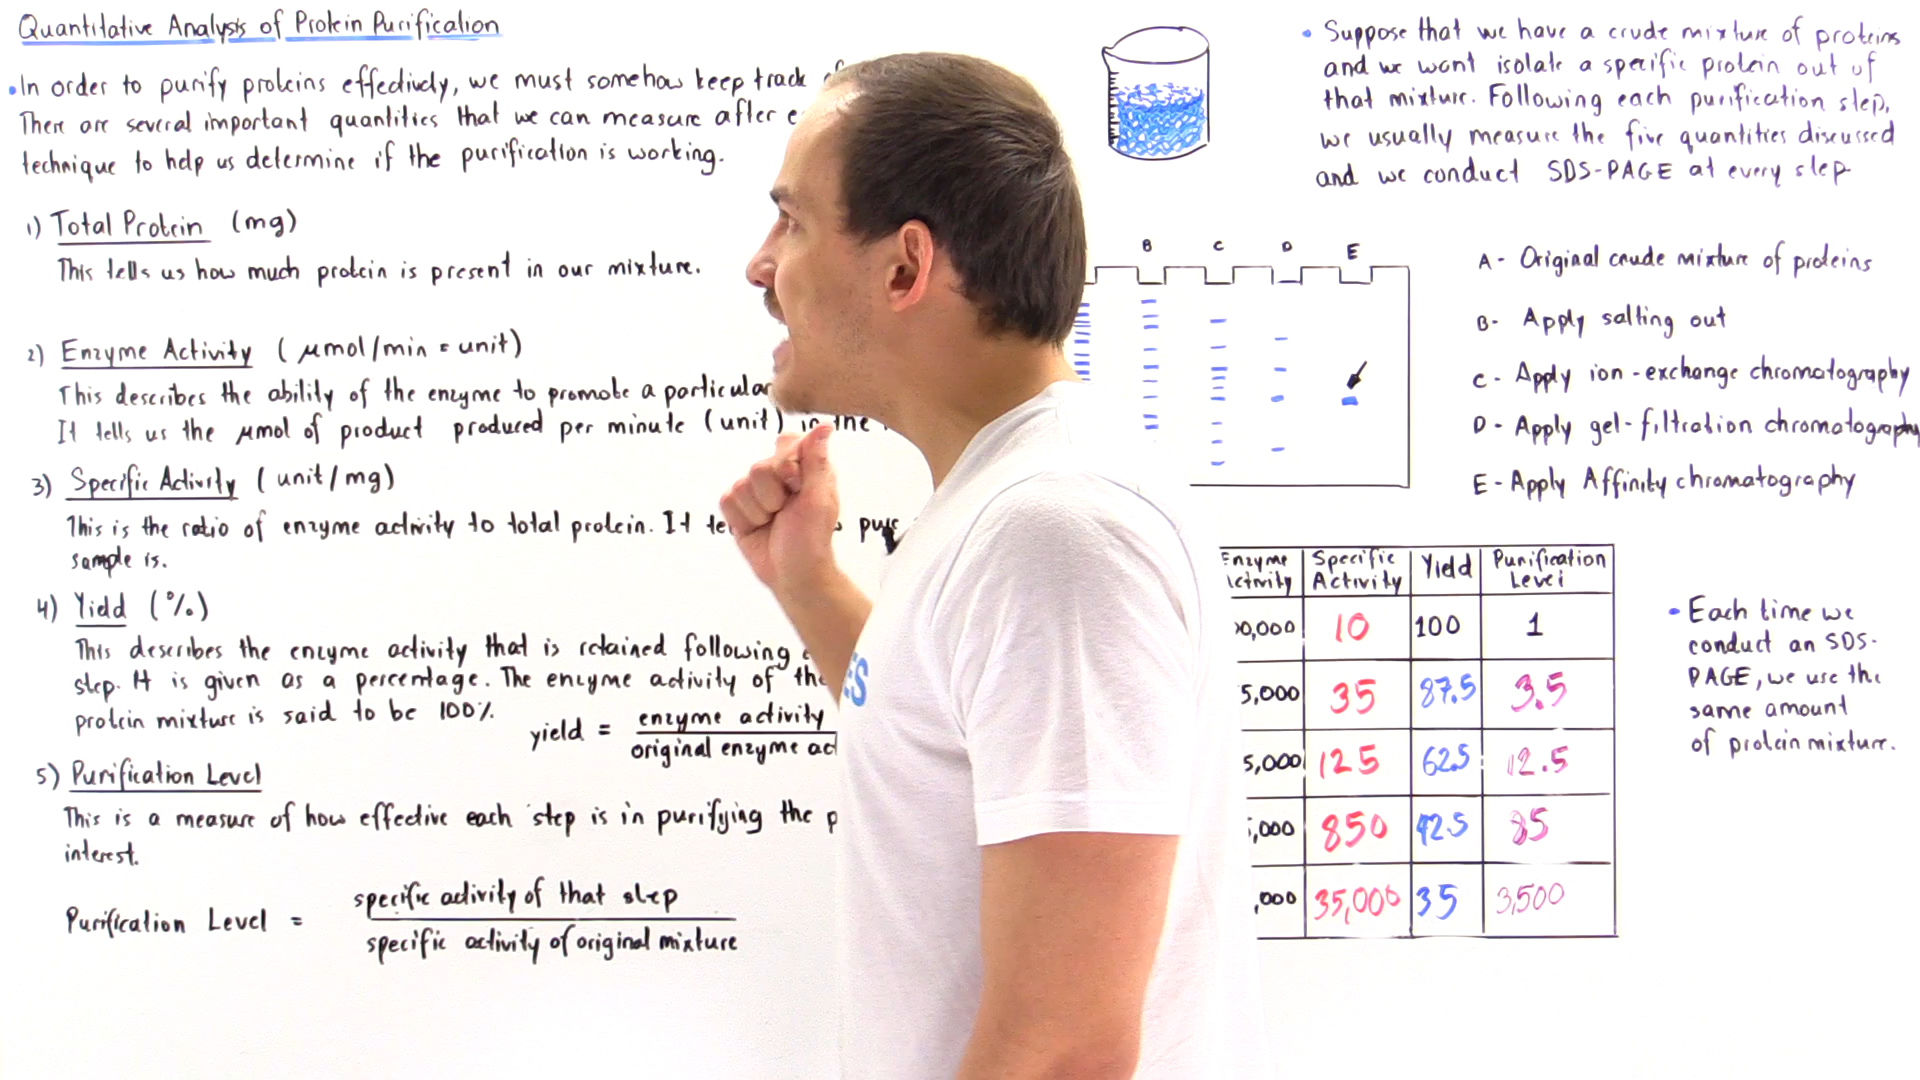 Quantitative Analysis of Protein Purification
• In order to purify proteins effectively, we must somehow keep track
There are several important quantities that we can measure after
technique to help us determine if the purification is working.
1) Total Protein (mg)
This tells us how much protein is present in our mixture.
2) Enzyme Activity (μmol/min = unit)
This describes the ability of the enzyme to promote a particular
It tells us the μmol of product produced per minute (unit) in the
3) Specific Activity (unit/mg)
This is the ratio of enzyme activity to total protein. It
sample is.
4) Yield (%)
This describes the enzyme activity that is retained following
step. It is given as a percentage. The enzyme activity of the
protein mixture is said to be 100%.
yield = enzyme activity
original enzyme
5) Purification Level
This is a measure of how effective each step is in purifying the
interest.
Purification Level =
specific activity of that step
specific activity of original mixture
• Suppose that we have a crude mixture of proteins
and we want isolate a specific protein out of
that mixture. Following each purification step,
we usually measure the five quantities discussed
and we conduct SDS-PAGE at every step
B C D E
A - Original crude mixture of proteins
B - Apply salting out
C - Apply ion-exchange chromatography
D - Apply gel-filtration chromatography
E - Apply Affinity chromatography
Enzyme Activity Specific Activity Yield Purification Level
0,000 10 100 1
5,000 35 87.5 3.5
5,000 125 62.5 12.5
,000 850 42.5 85
,000 35,000 35 3,500
• Each time we
conduct an SDS-
PAGE, we use the
same amount
of protein mixture.
ES